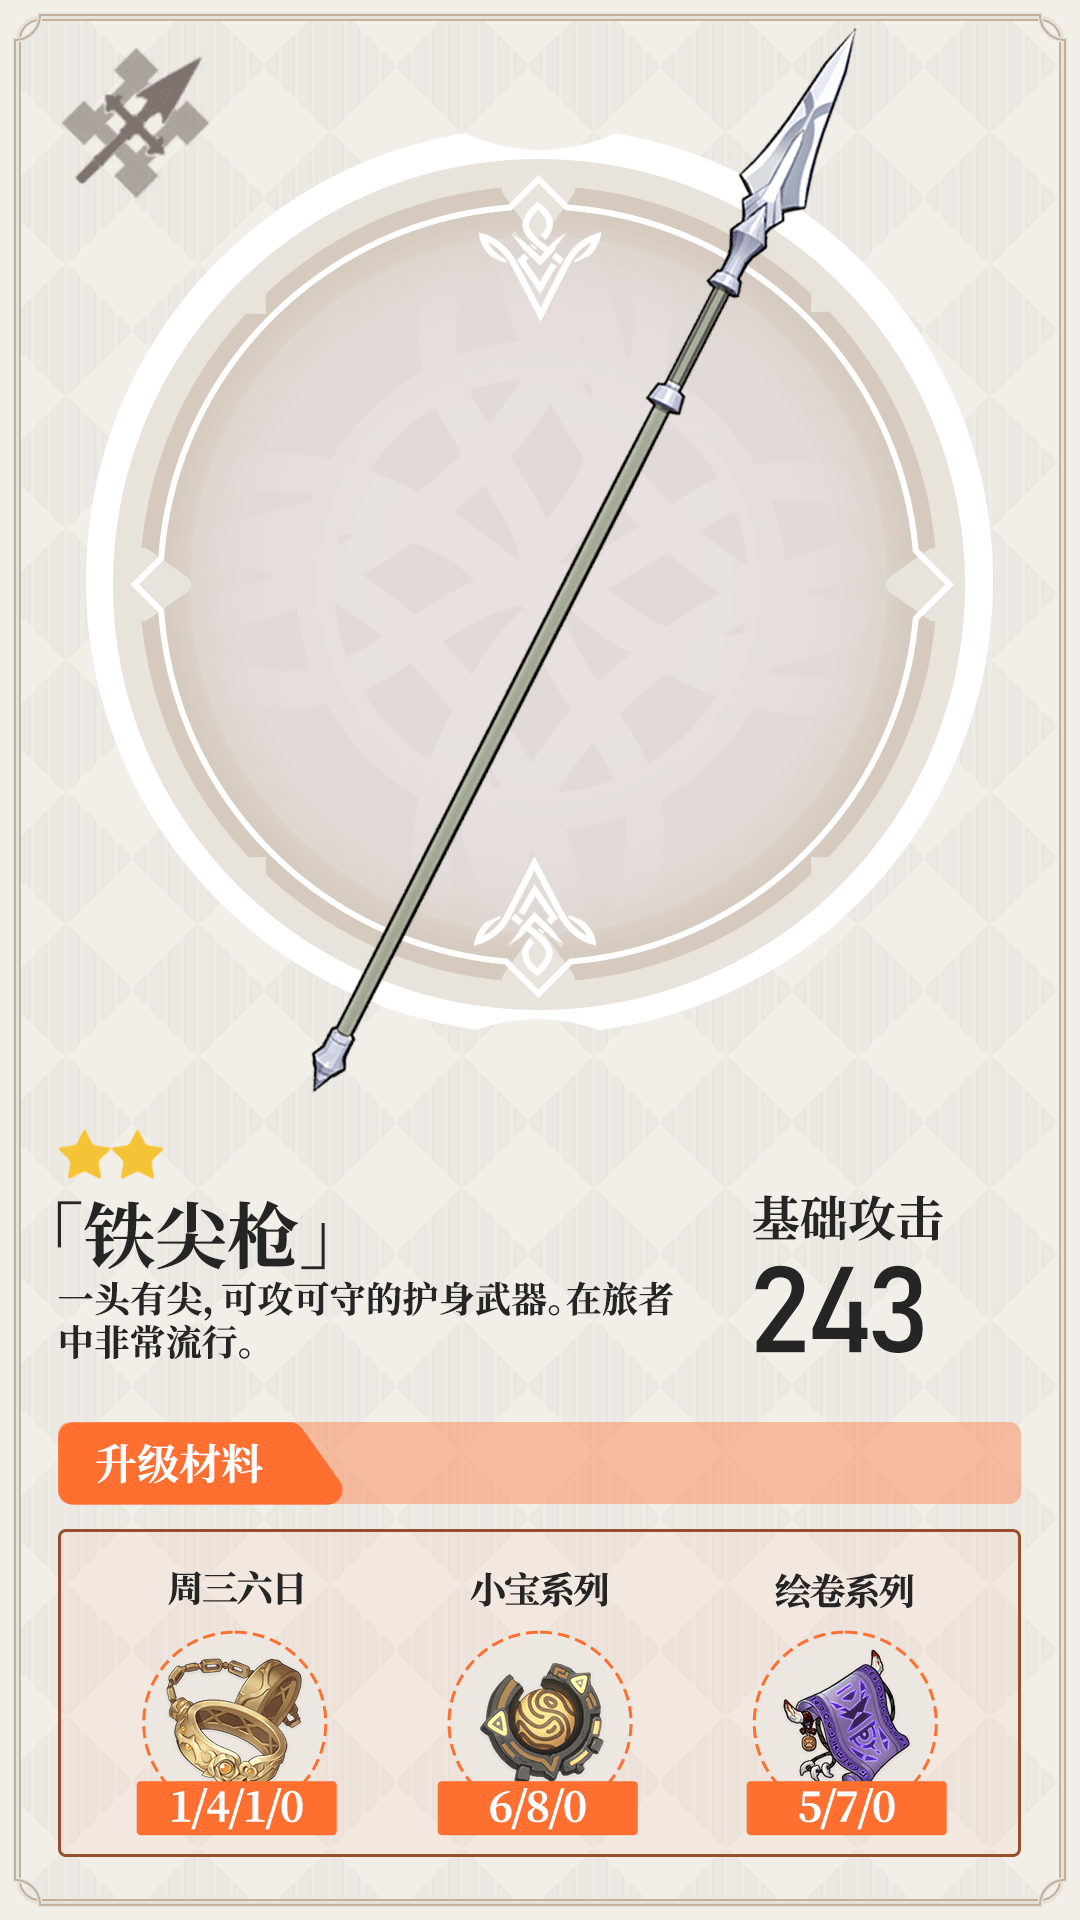 「铁尖枪」
一头有尖，可攻可守的护身武器。在旅者
中非常流行。
基础攻击
243
升级材料
周三六日
小宝系列
绘卷系列
1/4/1/0
6/8/0
5/7/0